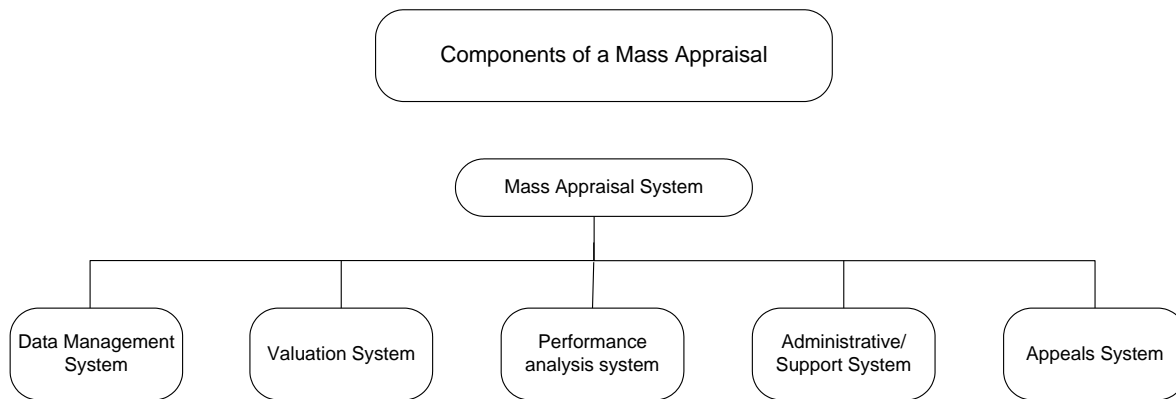 Components of a Mass Appraisal
Mass Appraisal System
Data Management
System
Valuation System
Performance
analysis system
Administrative/
Support System
Appeals System